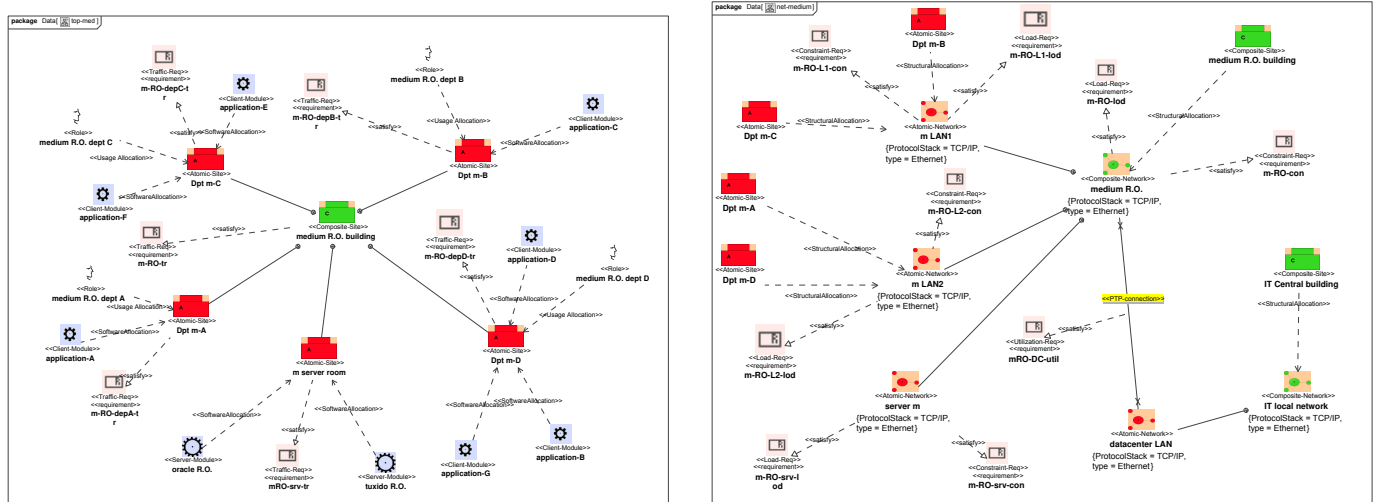 package Data[ top-med ]
<<Traffic-Req>>
<<requirement>>
m-RO-depC-t
r
<<Client-Module>>
application-E
<<Role>>
medium R.O. dept B
<<Traffic-Req>>
<<requirement>>
m-RO-depB-t
r
<<Client-Module>>
application-C
<<satisfy>>
<<SoftwareAllocation>>
<<Usage Allocation>>
<<satisfy>>
<<SoftwareAllocation>>
<<Role>>
medium R.O. dept C
<<Usage Allocation>>
<<Atomic-Site>>
Dpt m-C
<<Atomic-Site>>
Dpt m-B
<<Client-Module>>
application-F
<<SoftwareAllocation>>
<<Composite-Site>>
medium R.O. building
<<Traffic-Req>>
<<requirement>>
m-RO-tr
<<satisfy>>
<<Traffic-Req>>
<<requirement>>
m-RO-depD-tr
<<Client-Module>>
application-D
<<Role>>
medium R.O. dept D
<<satisfy>>
<<SoftwareAllocation>>
<<Usage Allocation>>
<<Role>>
medium R.O. dept A
<<Usage Allocation>>
<<Atomic-Site>>
Dpt m-A
<<Client-Module>>
application-A
<<SoftwareAllocation>>
<<satisfy>>
<<Traffic-Req>>
<<requirement>>
m-RO-depA-t
r
<<Atomic-Site>>
m server room
<<Atomic-Site>>
Dpt m-D
<<SoftwareAllocation>>
<<satisfy>>
<<SoftwareAllocation>>
<<SoftwareAllocation>>
<<SoftwareAllocation>>
<<Server-Module>>
oracle R.O.
<<Traffic-Req>>
<<requirement>>
mRO-srv-tr
<<Server-Module>>
tuxido R.O.
<<Client-Module>>
application-G
<<Client-Module>>
application-B
package Data[ net-medium ]
<<Constraint-Req>>
<<requirement>>
m-RO-L1-con
<<Atomic-Site>>
Dpt m-B
<<Load-Req>>
<<requirement>>
m-RO-L1-lod
<<Composite-Site>>
medium R.O. building
<<satisfy>>
<<StructuralAllocation>>
<<satisfy>>
<<Load-Req>>
<<requirement>>
m-RO-lod
<<StructuralAllocation>>
<<Atomic-Site>>
Dpt m-C
<<StructuralAllocation>>
<<Atomic-Network>>
m LAN1
{ProtocolStack = TCP/IP,
type = Ethernet}
<<satisfy>>
<<Composite-Network>>
medium R.O.
{ProtocolStack = TCP/IP,
type = Ethernet}
<<satisfy>>
<<Constraint-Req>>
<<requirement>>
m-RO-con
<<Atomic-Site>>
Dpt m-A
<<Constraint-Req>>
<<requirement>>
m-RO-L2-con
<<satisfy>>
<<StructuralAllocation>>
<<Atomic-Site>>
Dpt m-D
<<StructuralAllocation>>
<<Atomic-Network>>
m LAN2
{ProtocolStack = TCP/IP,
type = Ethernet}
<<Composite-Site>>
IT Central building
<<PTP-connection>>
<<StructuralAllocation>>
<<satisfy>>
<<Load-Req>>
<<requirement>>
m-RO-L2-lod
<<satisfy>>
<<Utilization-Req>>
<<requirement>>
mRO-DC-util
<<Atomic-Network>>
server m
{ProtocolStack = TCP/IP,
type = Ethernet}
<<Composite-Network>>
IT local network
{ProtocolStack = TCP/IP,
type = Ethernet}
<<Atomic-Network>>
datacenter LAN
{ProtocolStack = TCP/IP,
type = Ethernet}
<<satisfy>>
<<Load-Req>>
<<requirement>>
m-RO-srv-l
od
<<satisfy>>
<<Constraint-Req>>
<<requirement>>
m-RO-srv-con